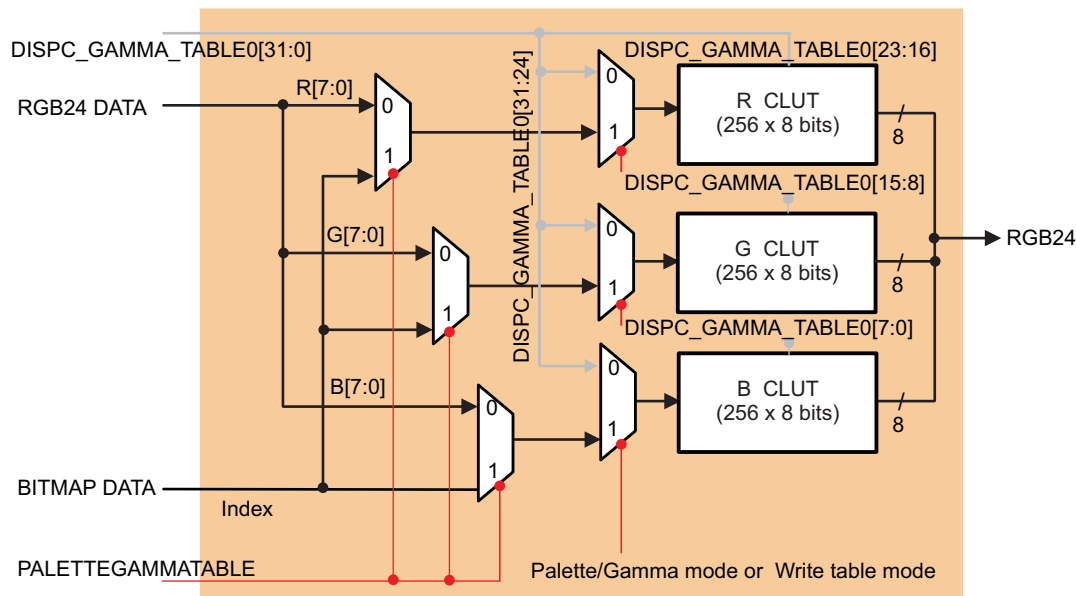 DISPC_GAMMA_TABLE0[31:0]
DISPC_GAMMA_TABLE0[23:16]
R[7:0]
RGB24 DATA
0
1
0
1
R CLUT
(256 x 8 bits)
8
DISPC_GAMMA_TABLE0[31:24]
DISPC_GAMMA_TABLE0[15:8]
G[7:0]
0
1
0
1
G CLUT
(256 x 8 bits)
8
RGB24
DISPC_GAMMA_TABLE0[7:0]
B[7:0]
0
1
0
1
B CLUT
(256 x 8 bits)
8
BITMAP DATA
Index
PALETTEGAMMATABLE
Palette/Gamma mode or Write table mode